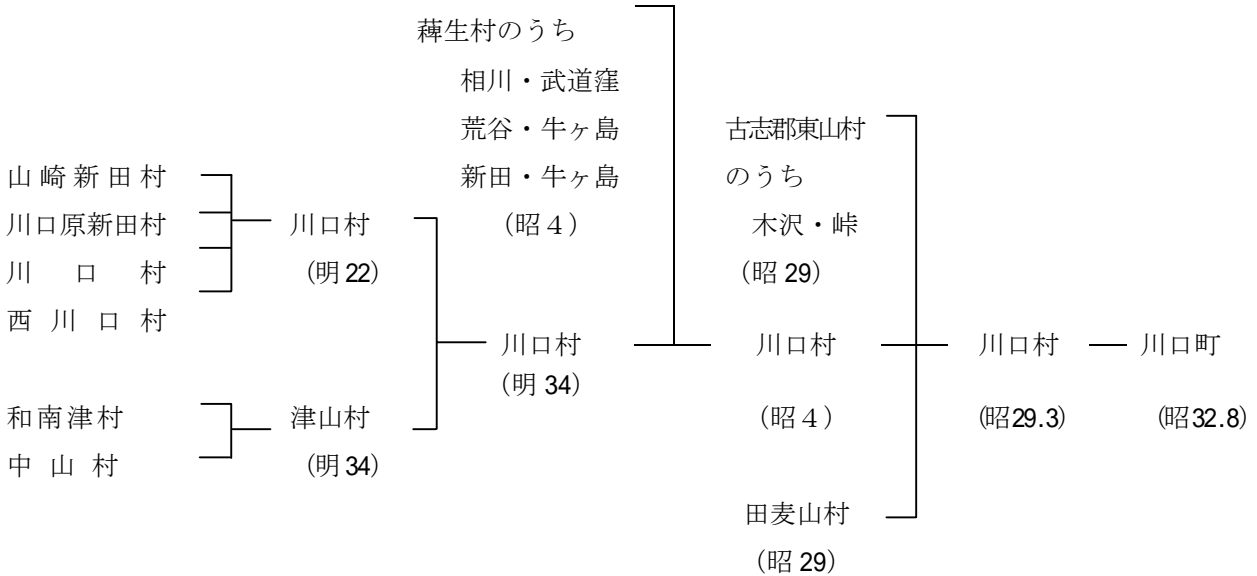 薭生村のうち
相川・武道窪
荒谷・牛ヶ島
新田・牛ヶ島
(昭4)
古志郡東山村
のうち
木沢・峠
(昭29)
山崎新田村
川口原新田村
川口村
西川口村
川口村
(明22)
和南津村
中山村
津山村
(明34)
川口村
(明34)
川口村
(昭4)
田麦山村
(昭29)
川口村
(昭29.3)
川口町
(昭32.8)